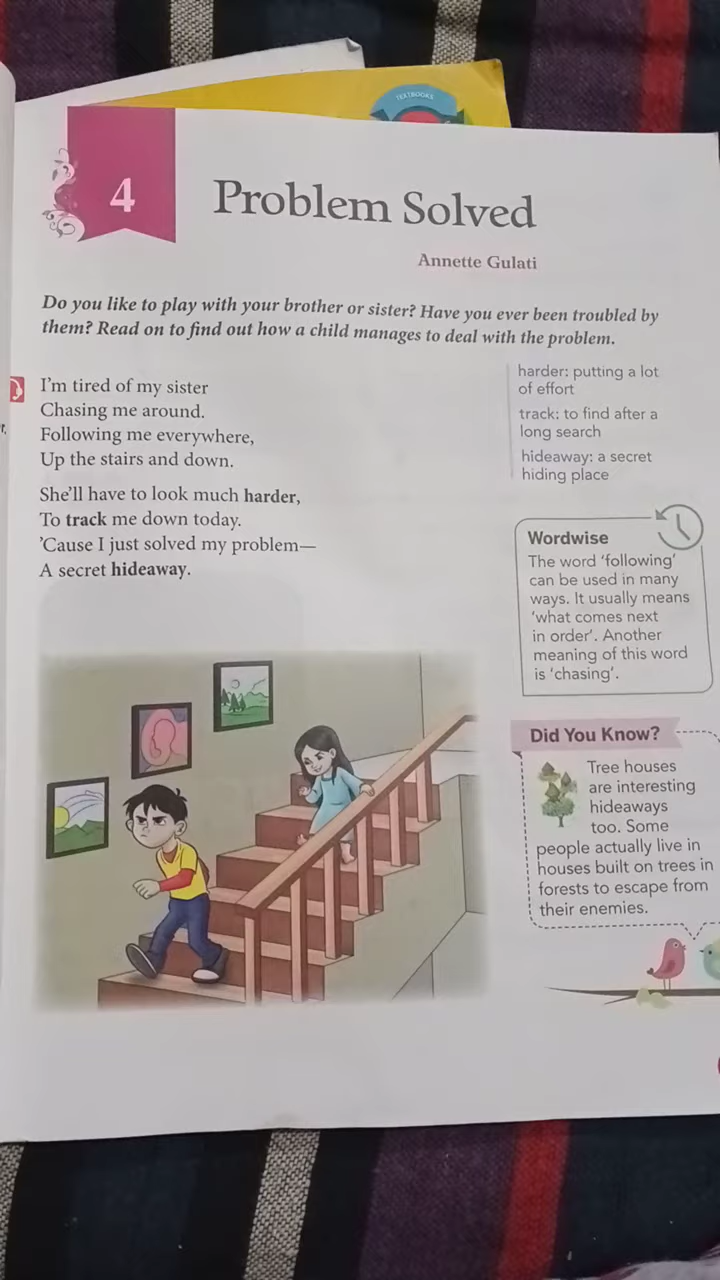 TEXTBOOKS
4
Problem Solved
Annette Gulati
Do you like to play with your brother or sister? Have you ever been troubled by
them? Read on to find out how a child manages to deal with the problem.
I'm tired of my sister
Chasing me around.
Following me everywhere,
Up the stairs and down.
She'll have to look much harder,
To track me down today.
'Cause I just solved my problem—
A secret hideaway.
harder: putting a lot
of effort
track: to find after a
long search
hideaway: a secret
hiding place
Wordwise
The word 'following'
can be used in many
ways. It usually means
'what comes next
in order'. Another
meaning of this word
is 'chasing'.
Did You Know?
Tree houses
are interesting
hideaways
too. Some
people actually live in
houses built on trees in
forests to escape from
their enemies.